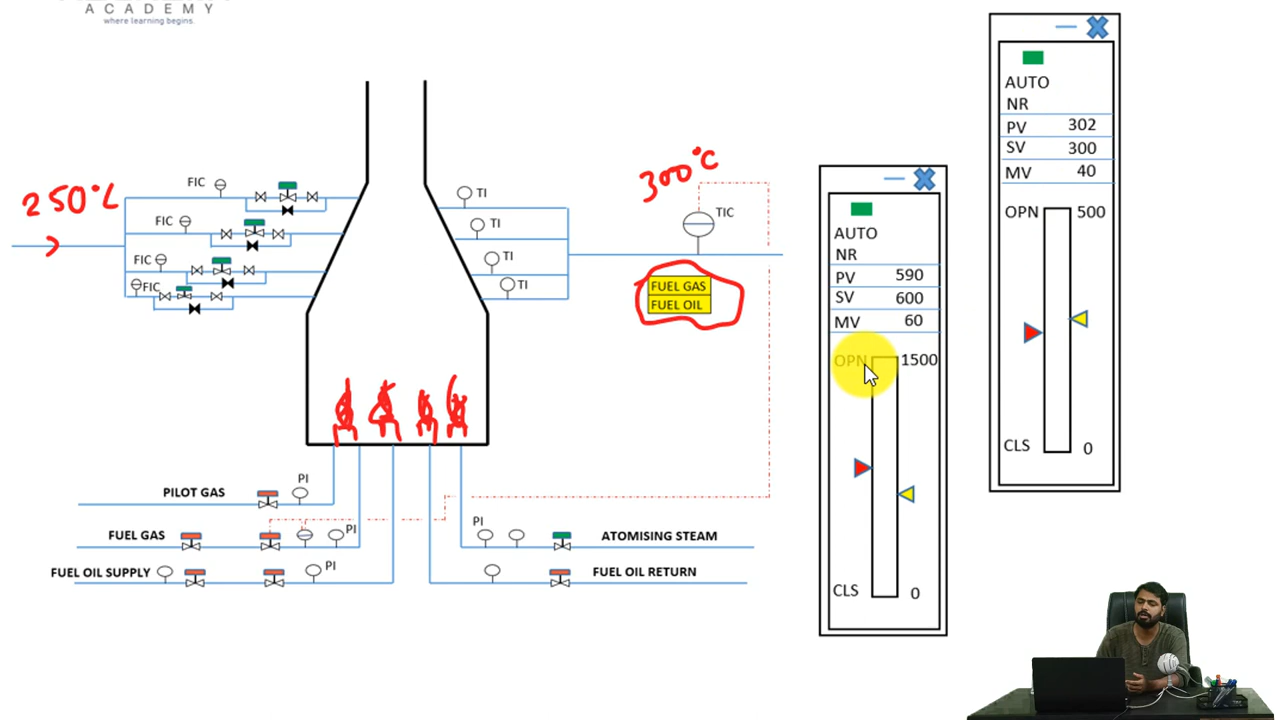 ACADEMY
where learning begins.
250°C
300°C
FIC
FIC
FIC
FIC
TI
TI
TI
TI
TIC
FUEL GAS
FUEL OIL
PILOT GAS
PI
FUEL GAS
PI
FUEL OIL SUPPLY
PI
PI
ATOMISING STEAM
FUEL OIL RETURN
AUTO
NR
PV 590
SV 600
MV 60
OPN 1500
CLS 0
AUTO
NR
PV 302
SV 300
MV 40
OPN 500
CLS 0